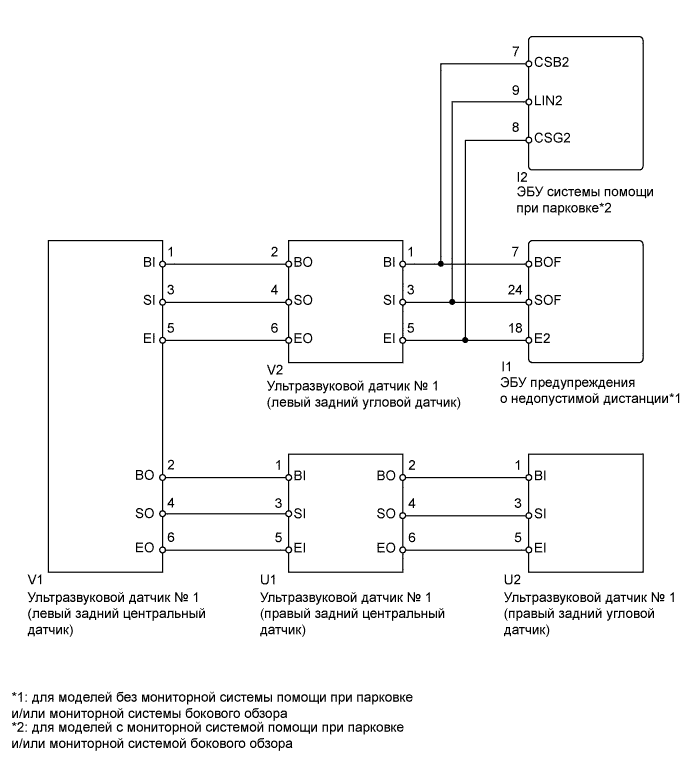 7 CSB2
9 LIN2
8 CSG2
I2
ЭБУ системы помощи
при парковке*2
BI 1 2 BO BI 1 7 BOF
SI 3 4 SO SI 3 24 SOF
EI 5 6 EO EI 5 18 E2
V2
Ультразвуковой датчик № 1
(левый задний угловой датчик)
I1
ЭБУ предупреждения
о недопустимой дистанции*1
BO 2 1 BI BO 2 1 BI
SO 4 3 SI SO 4 3 SI
EO 6 5 EI EO 6 5 EI
V1
Ультразвуковой датчик № 1
(левый задний центральный
датчик)
U1
Ультразвуковой датчик № 1
(правый задний центральный
датчик)
U2
Ультразвуковой датчик № 1
(правый задний угловой
датчик)
*1: для моделей без мониторной системы помощи при парковке
и/или мониторной системы бокового обзора
*2: для моделей с мониторной системой помощи при парковке
и/или мониторной системой бокового обзора